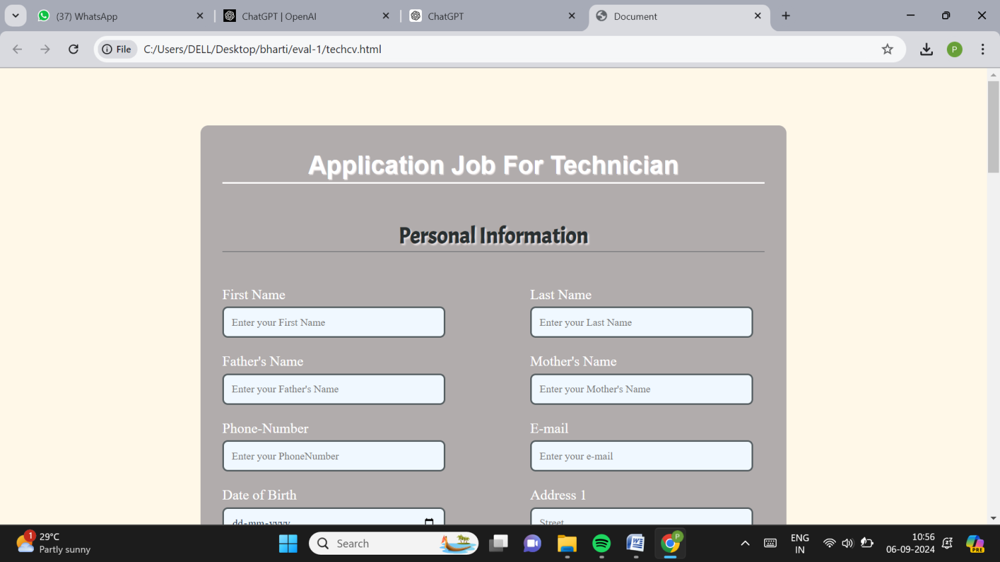 (37) WhatsApp
ChatGPT | OpenAI
ChatGPT
Document
File
C:/Users/DELL/Desktop/bharti/eval-1/techcv.html
P
Application Job For Technician
Personal Information
First Name
Last Name
Enter your First Name
Enter your Last Name
Father's Name
Mother's Name
Enter your Father's Name
Enter your Mother's Name
Phone-Number
E-mail
Enter your PhoneNumber
Enter your e-mail
Date of Birth
Address 1
dd-mm-yyyy
Street
1
29°C
Partly sunny
Search
W
P
ENG
IN
10:56
06-09-2024
PRE